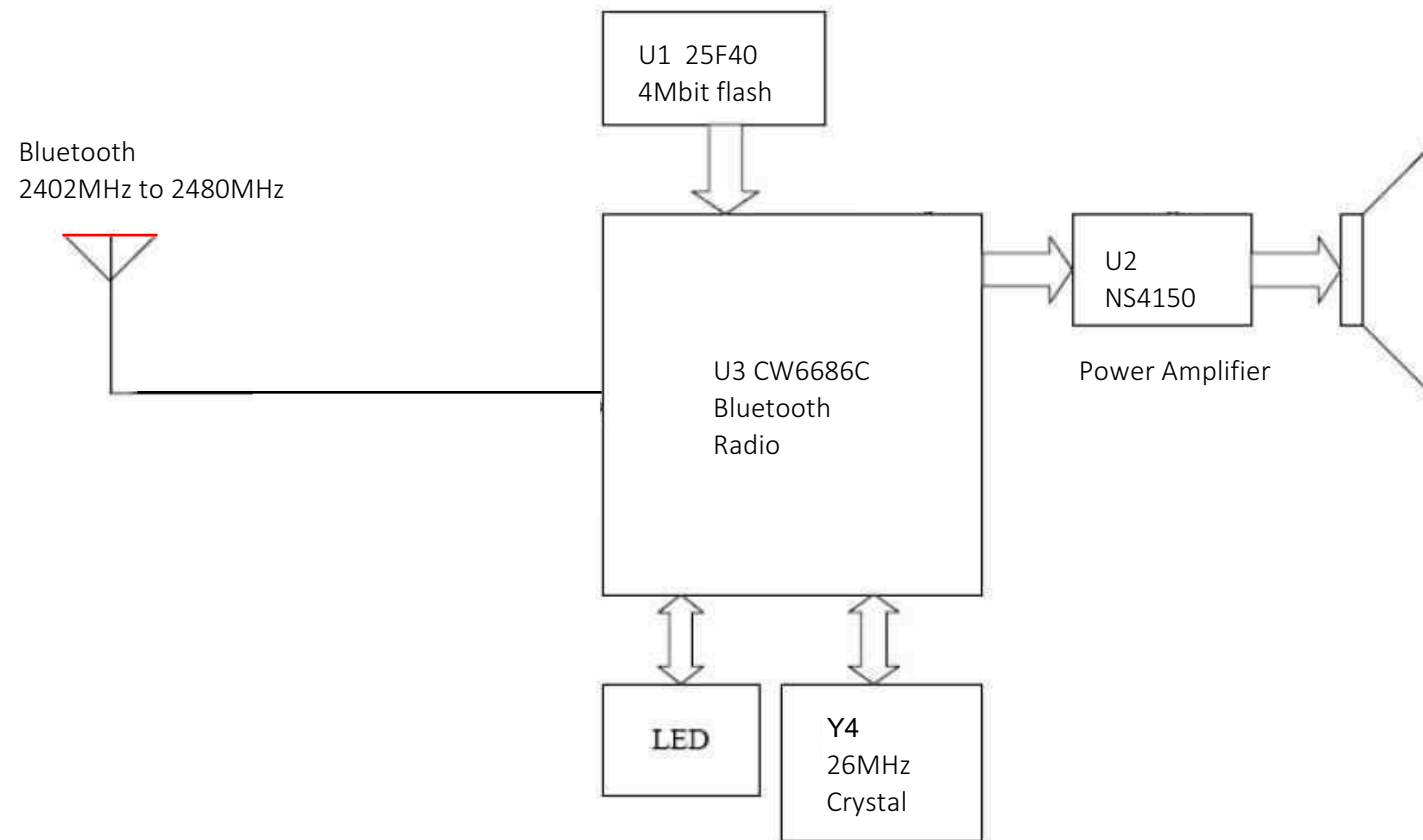 U1 25F40
4Mbit flash
Bluetooth
2402MHz to 2480MHz
U2
NS4150
Power Amplifier
U3 CW6686C
Bluetooth
Radio
LED
Y4
26MHz
Crystal